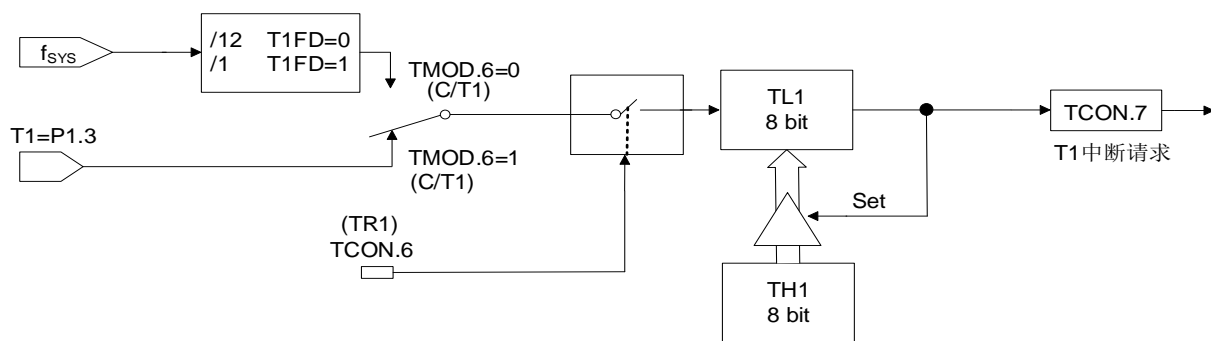 /12 T1FD=0
fSYS
/1 T1FD=1
TMOD.6=0
(C/T1)
TL1
8 bit
TCON.7
T1=P1.3
T1中断请求
TMOD.6=1
(C/T1)
Set
(TR1)
TCON.6
TH1
8 bit